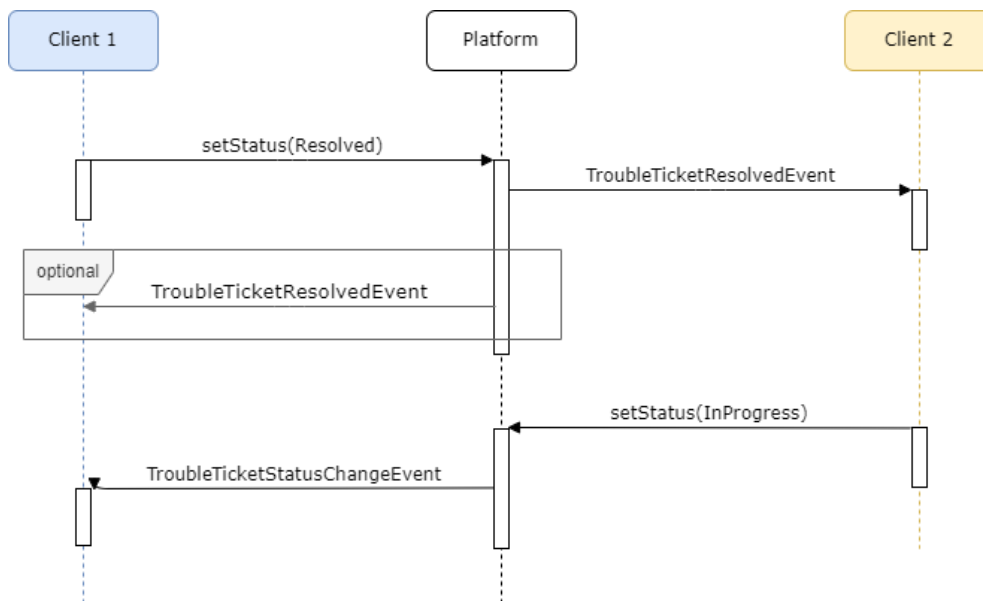 Client 1
Platform
Client 2
setStatus(Resolved)
TroubleTicketResolvedEvent
optional
TroubleTicketResolvedEvent
setStatus(InProgress)
TroubleTicketStatusChangeEvent